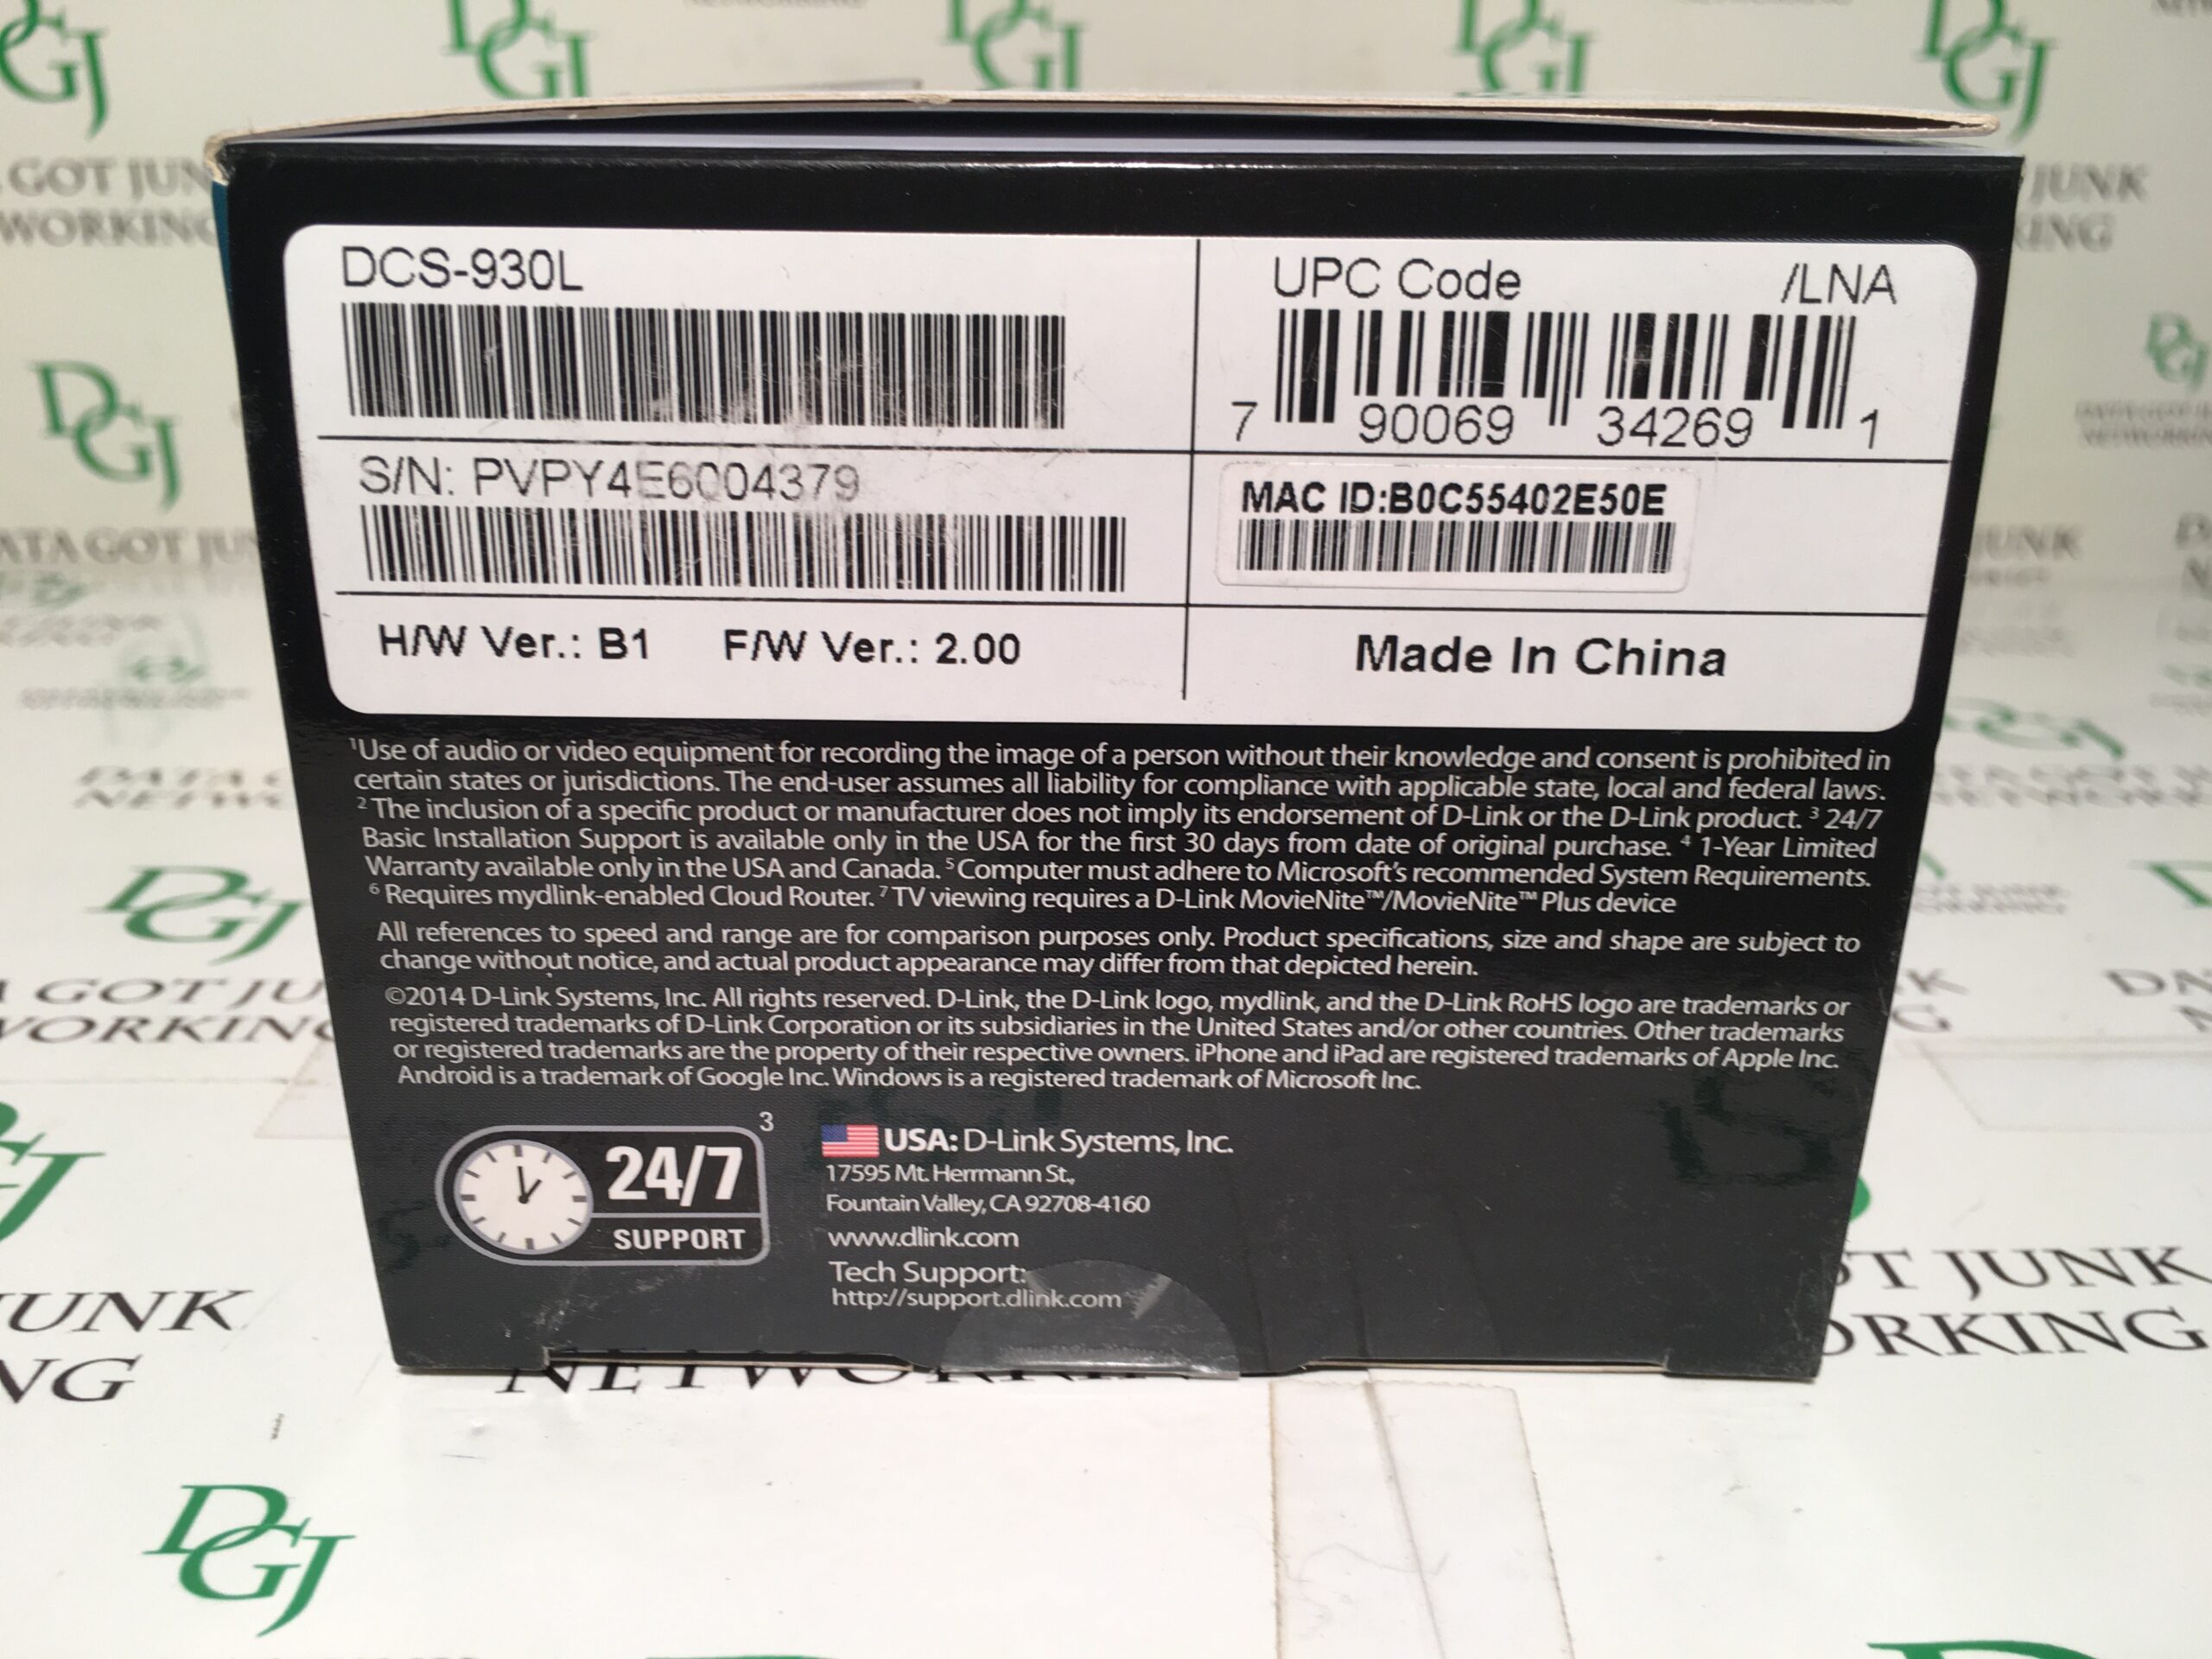 DCS-930L
UPC Code /LNA
7 90069 34269 1
S/N: PVPY4E6004379
MAC ID:B0C55402E50E
H/W Ver.: B1 F/W Ver.: 2.00
Made In China
¹Use of audio or video equipment for recording the image of a person without their knowledge and consent is prohibited in
certain states or jurisdictions. The end-user assumes all liability for compliance with applicable state, local and federal laws.
² The inclusion of a specific product or manufacturer does not imply its endorsement of D-Link or the D-Link product. ³ 24/7
Basic Installation Support is available only in the USA for the first 30 days from date of original purchase. ⁴ 1-Year Limited
Warranty available only in the USA and Canada. ⁵ Computer must adhere to Microsoft's recommended System Requirements.
⁶ Requires mydlink-enabled Cloud Router. ⁷ TV viewing requires a D-Link MovieNite™/MovieNite™ Plus device
All references to speed and range are for comparison purposes only. Product specifications, size and shape are subject to
change without notice, and actual product appearance may differ from that depicted herein.
©2014 D-Link Systems, Inc. All rights reserved. D-Link, the D-Link logo, mydlink, and the D-Link RoHS logo are trademarks or
registered trademarks of D-Link Corporation or its subsidiaries in the United States and/or other countries. Other trademarks
or registered trademarks are the property of their respective owners. iPhone and iPad are registered trademarks of Apple Inc.
Android is a trademark of Google Inc. Windows is a registered trademark of Microsoft Inc.
24/7 3
SUPPORT
USA: D-Link Systems, Inc.
17595 Mt. Herrmann St.,
Fountain Valley, CA 92708-4160
www.dlink.com
Tech Support:
http://support.dlink.com
DGJ
DGJ
DGJ
DGJ
GOT JUNK
DGJ
DGJ
DGJ
DGJ